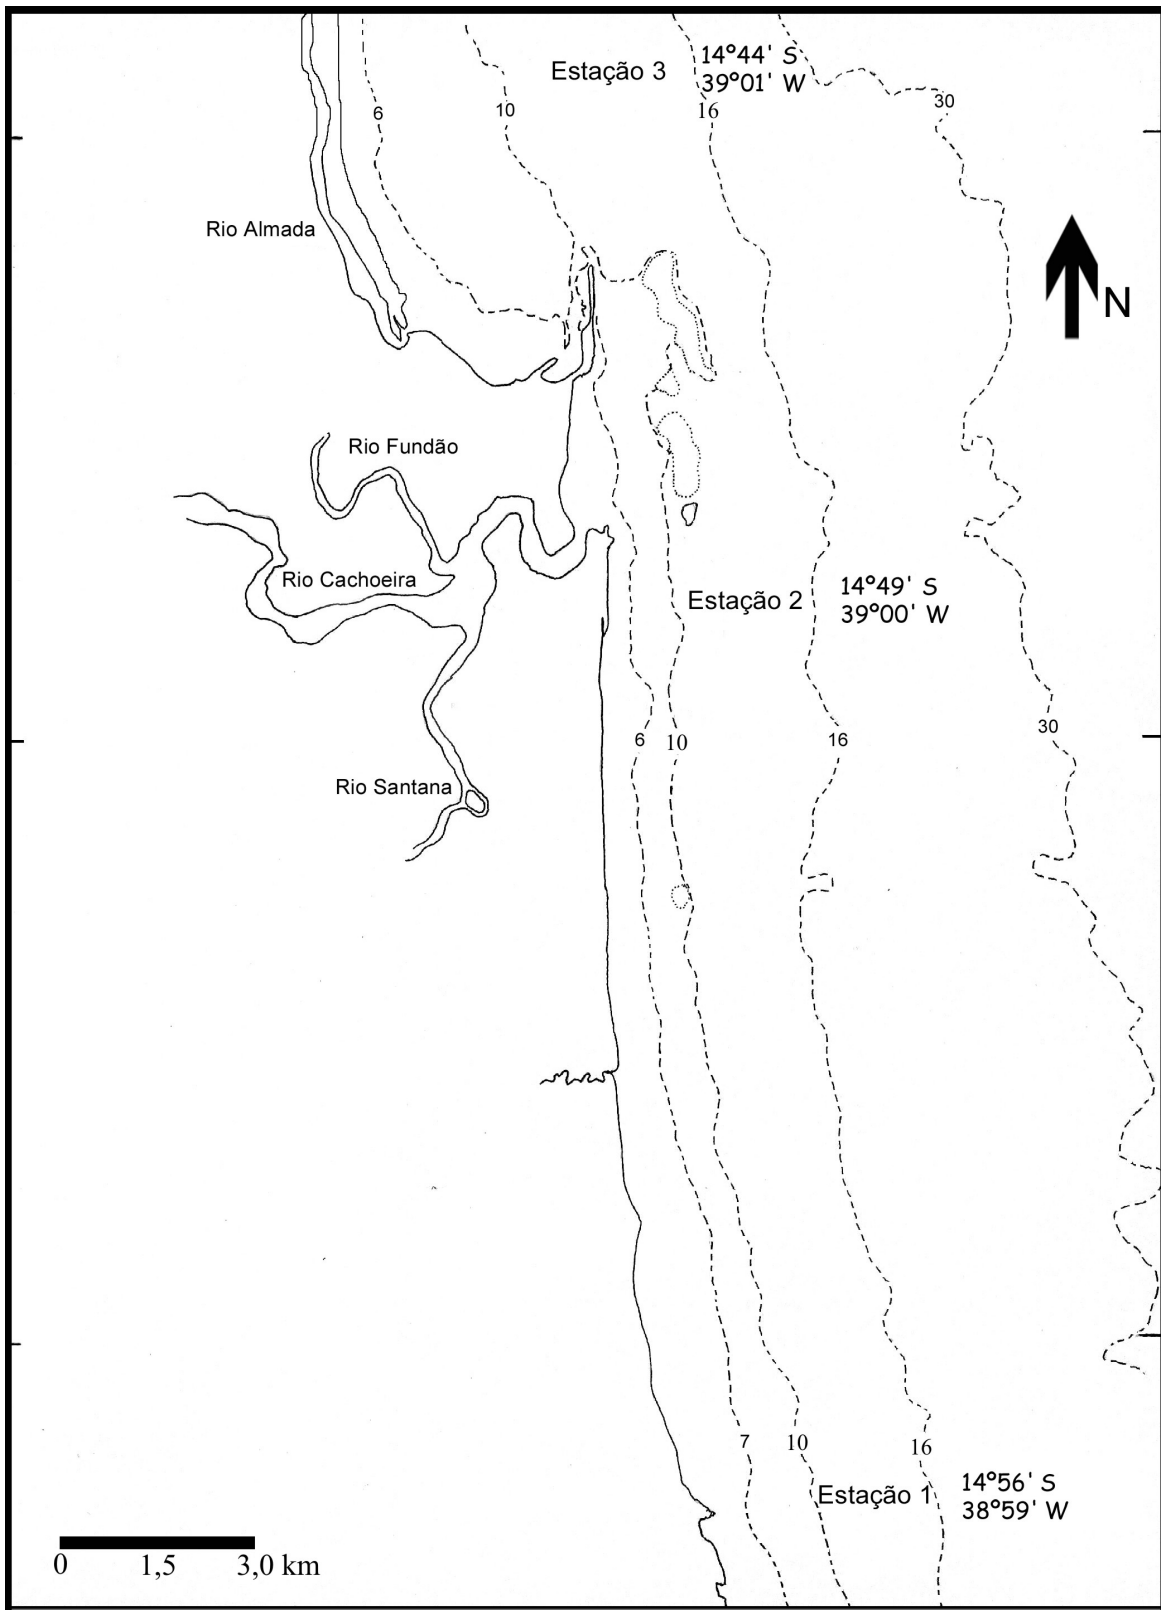 Estação 3
14°44' S
39°01' W
6
10
16
30
Rio Almada
N
Rio Fundão
Rio Cachoeira
Estação 2
14°49' S
39°00' W
6
10
16
30
Rio Santana
7
10
16
Estação 1
14°56' S
38°59' W
0 1,5 3,0 km